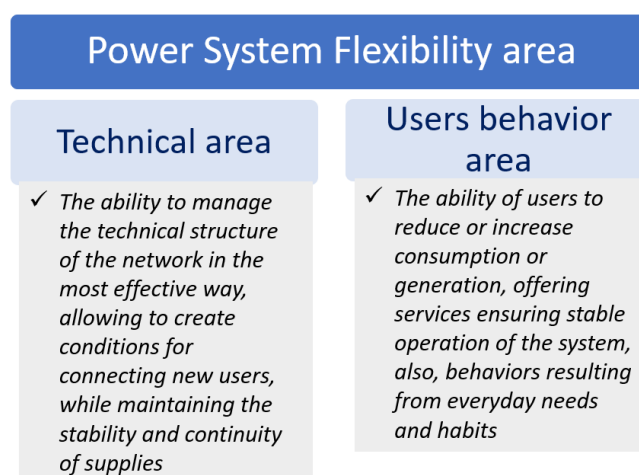 Power System Flexibility area
Technical area
✓ The ability to manage
the technical structure
of the network in the
most effective way,
allowing to create
conditions for
connecting new users,
while maintaining the
stability and continuity
of supplies
Users behavior
area
✓ The ability of users to
reduce or increase
consumption or
generation, offering
services ensuring stable
operation of the system,
also, behaviors resulting
from everyday needs
and habits